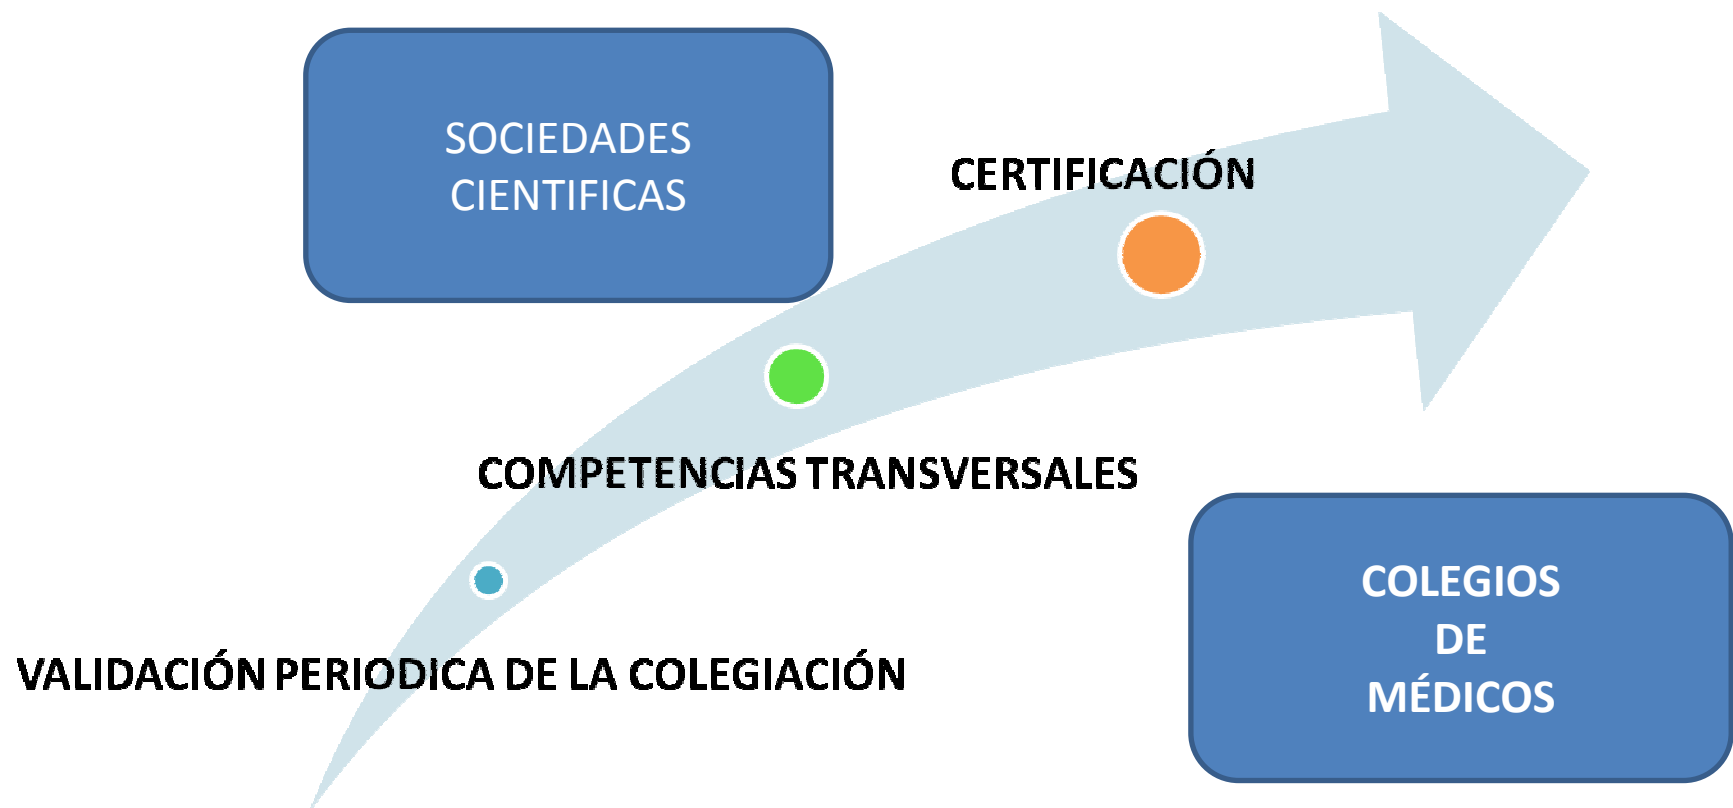 SOCIEDADES
CIENTIFICAS
CERTIFICACIÓN
COMPETENCIAS TRANSVERSALES
VALIDACIÓN PERIODICA DE LA COLEGIACIÓN
COLEGIOS
DE
MÉDICOS